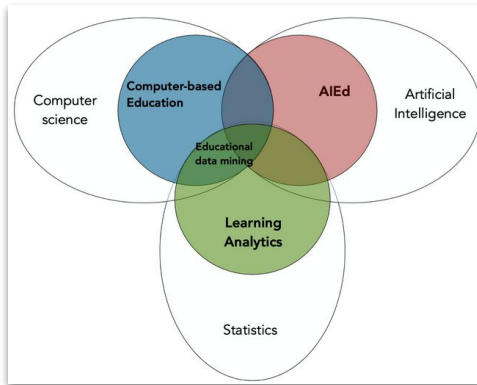 Computer-based
Education
AIEd
Computer
science
Artificial
Intelligence
Educational
data mining
Learning
Analytics
Statistics